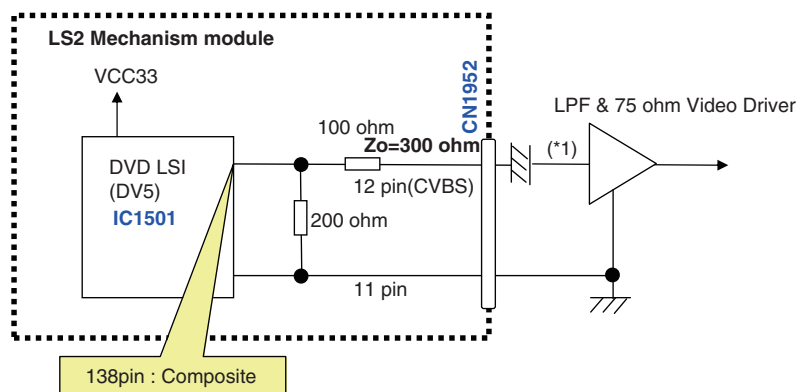 LS2 Mechanism module
VCC33
CN1952
LPF & 75 ohm Video Driver
100 ohm
Zo=300 ohm
(*1)
DVD LSI
(DV5)
IC1501
12 pin(CVBS)
200 ohm
11 pin
138pin : Composite